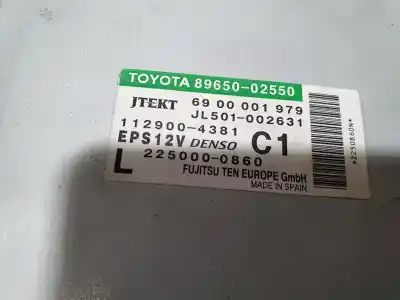 TOYOTA 89650-02550
JTEKT 69 00 001 979
JL501-002631
112900-4381 C1
EPS12V DENSO
L 225000-0860
FUJITSU TEN EUROPE GmbH
MADE IN SPAIN
*2250860N*